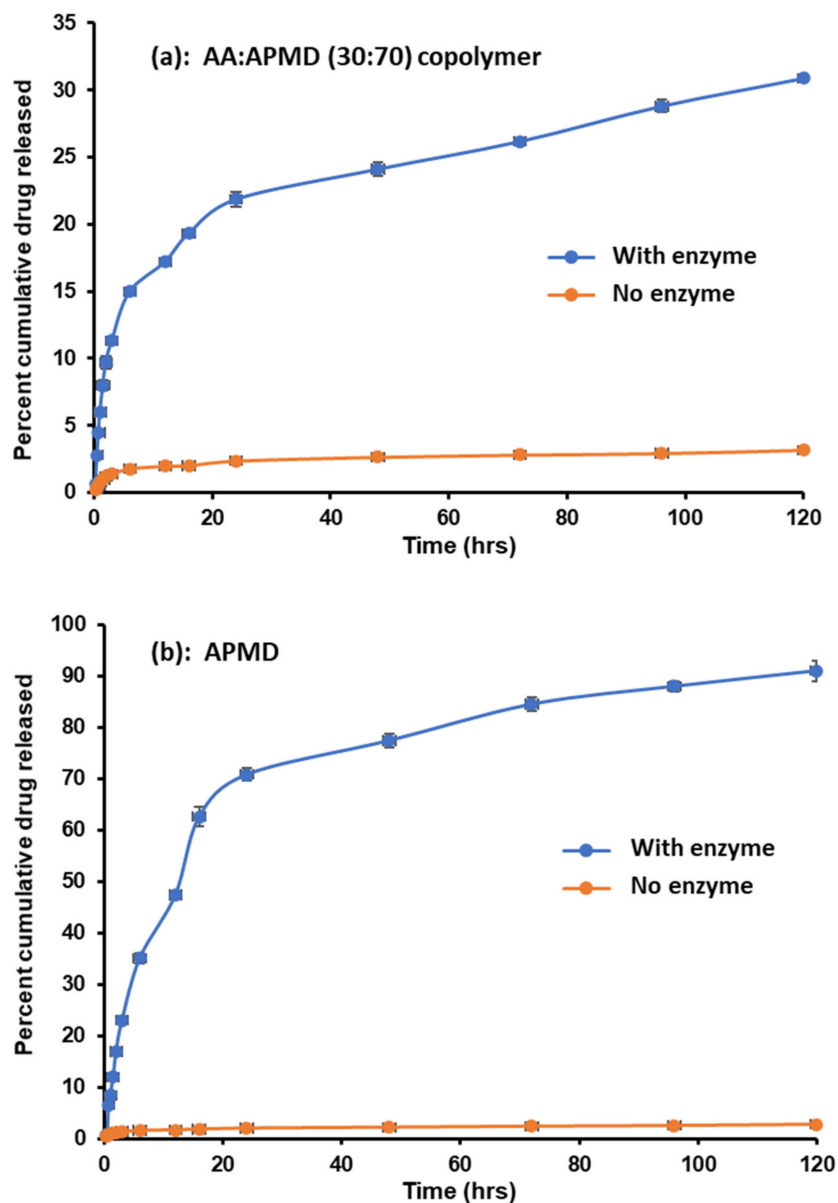 (a): AA:APMD (30:70) copolymer
Percent cumulative drug released
35
30
25
20
15
10
5
0
With enzyme
No enzyme
0 20 40 60 80 100 120
Time (hrs)
(b): APMD
Percent cumulative drug released
100
90
80
70
60
50
40
30
20
10
0
With enzyme
No enzyme
0 20 40 60 80 100 120
Time (hrs)